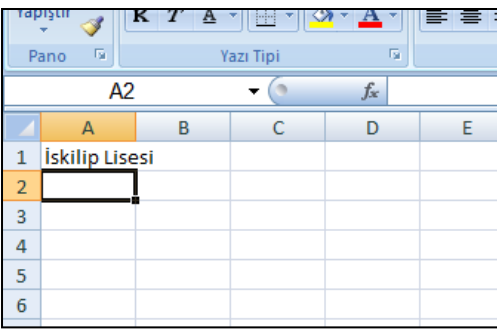 Yapıştır K T A A
Pano Yazı Tipi
A2 fx
A B C D E
1 İskilip Lisesi
2
3
4
5
6